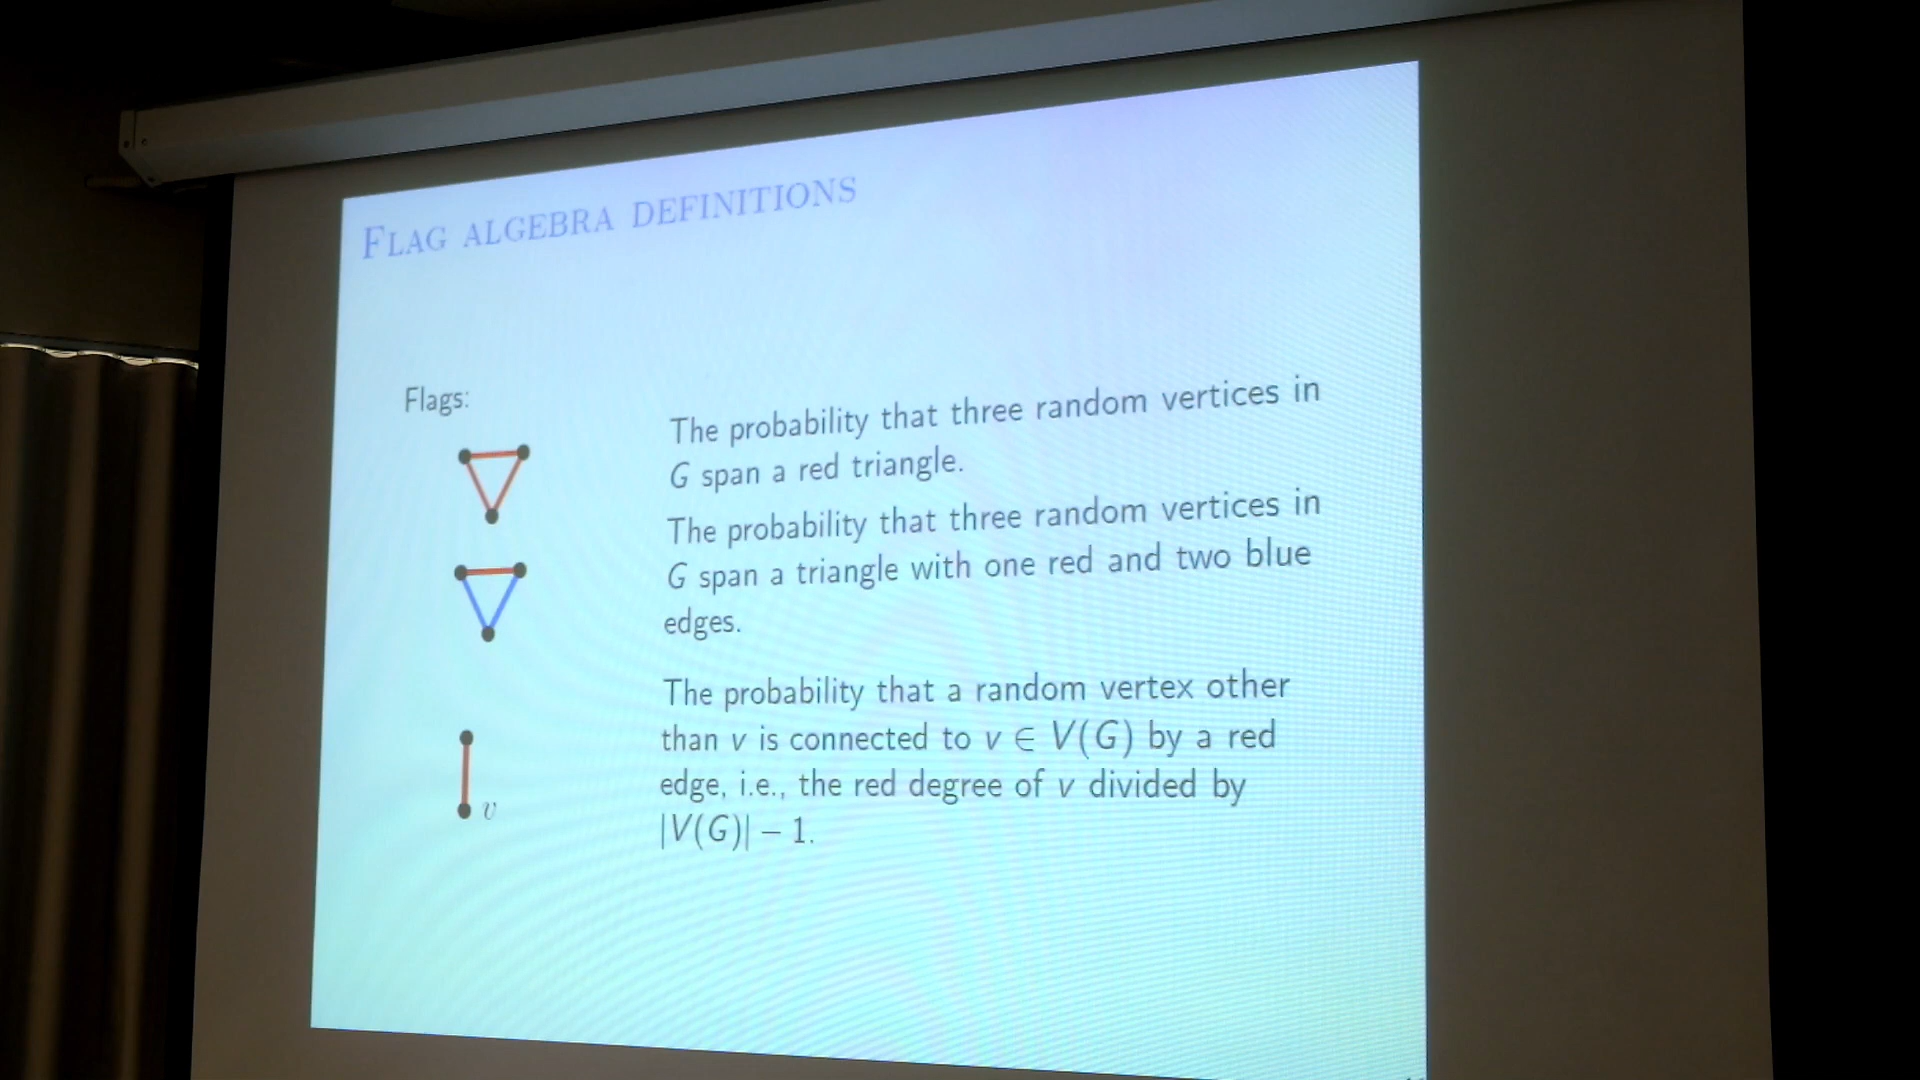 FLAG ALGEBRA DEFINITIONS
Flags:
The probability that three random vertices in
G span a red triangle.
The probability that three random vertices in
G span a triangle with one red and two blue
edges.
The probability that a random vertex other
than v is connected to v ∈ V(G) by a red
edge, i.e., the red degree of v divided by
|V(G)| − 1.
v